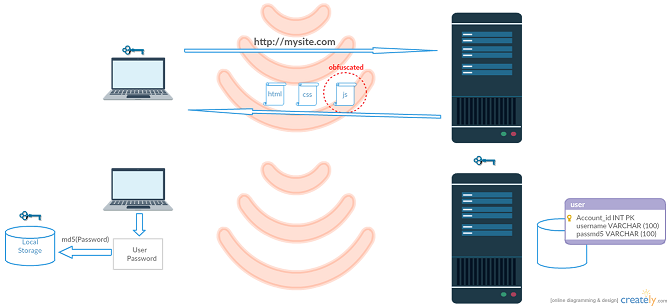 http://mysite.com
obfuscated
html
css
js
Local
Storage
md5(Password)
User
Password
user
Account_id INT PK
username VARCHAR (100)
passmd5 VARCHAR (100)
[online diagramming & design] creately.com